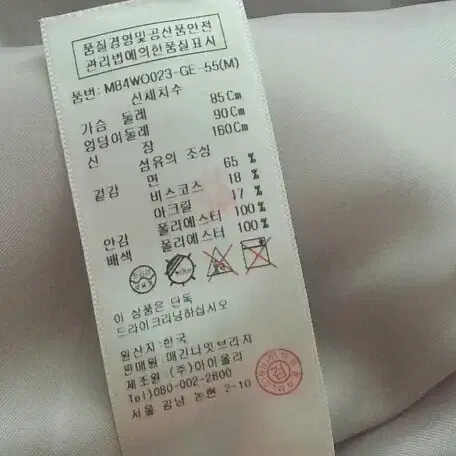 품질경영및공산품안전
관리법에의한품질표시
품번: M84WO023-GE-55(M)
신체치수
가슴 둘레 85Cm
엉덩이둘레 90Cm
신 장 160Cm
섬유의 조성
겉감 면 65 %
비스코스 18 %
아크릴 17 %
안감 폴리에스터 100 %
배색 폴리에스터 100 %
이 상품은 단독
드라이크리닝하십시오
원산지:한국
판매원:매긴나잇브리지
제조원 (주)아이올리
Tel)080-002-2600
서울 강남 논현 2-10
검